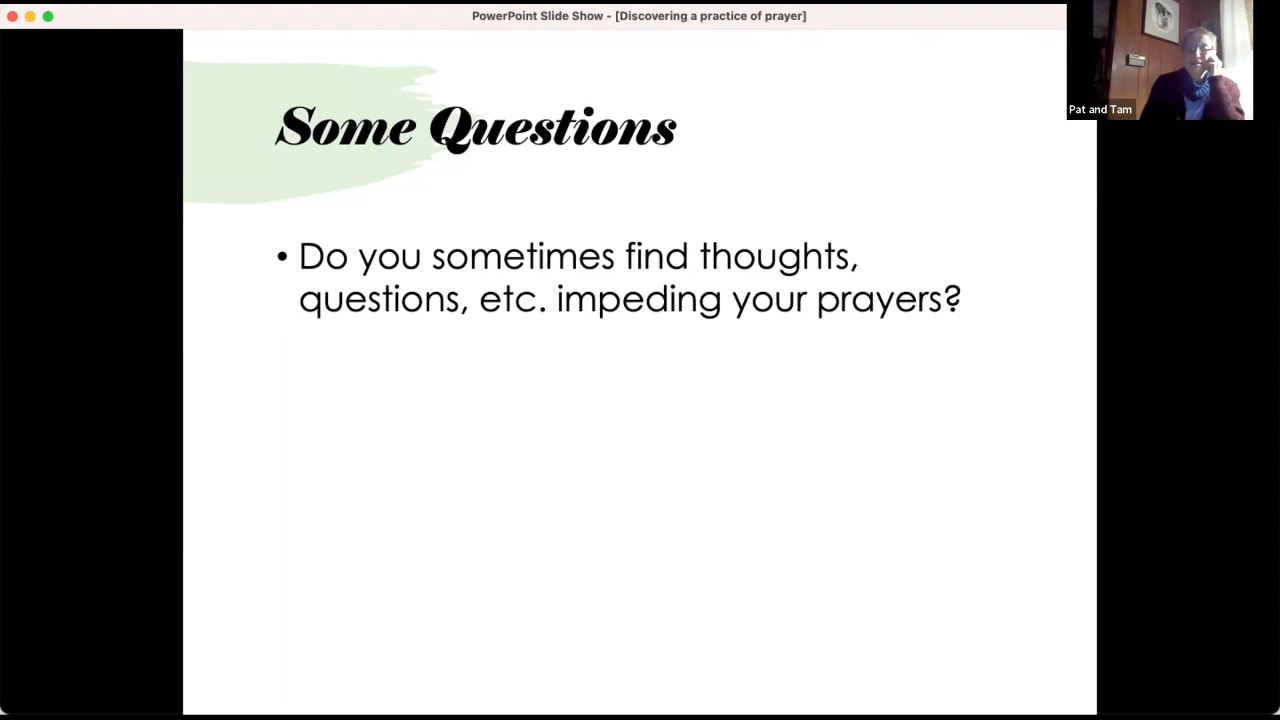 PowerPoint Slide Show - [Discovering a practice of prayer]
Pat and Tam
Some Questions
• Do you sometimes find thoughts,
questions, etc. impeding your prayers?